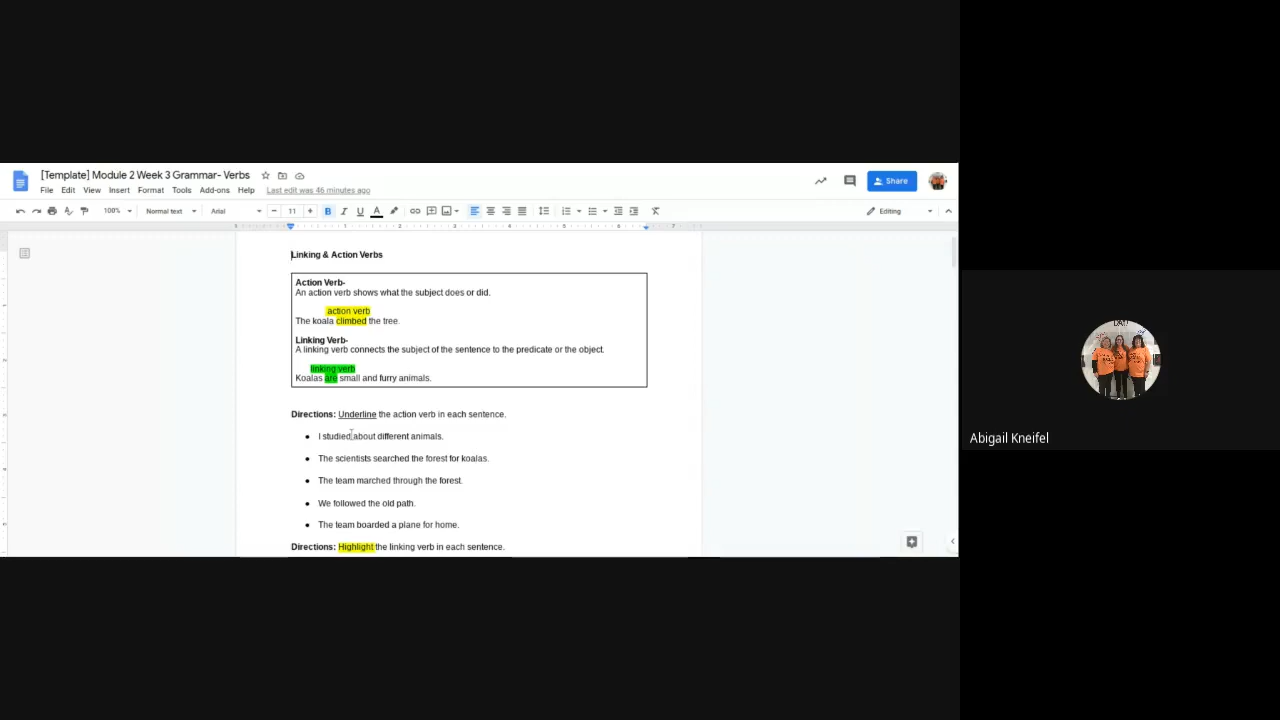 [Template] Module 2 Week 3 Grammar- Verbs
File Edit View Insert Format Tools Add-ons Help Last edit was 46 minutes ago
Share
100% Normal text Arial 11 B I U A Editing
Linking & Action Verbs
Action Verb-
An action verb shows what the subject does or did.
action verb
The koala climbed the tree.
Linking Verb-
A linking verb connects the subject of the sentence to the predicate or the object.
linking verb
Koalas are small and furry animals.
Directions: Underline the action verb in each sentence.
● I studied about different animals.
● The scientists searched the forest for koalas.
● The team marched through the forest.
● We followed the old path.
● The team boarded a plane for home.
Directions: Highlight the linking verb in each sentence.
Abigail Kneifel